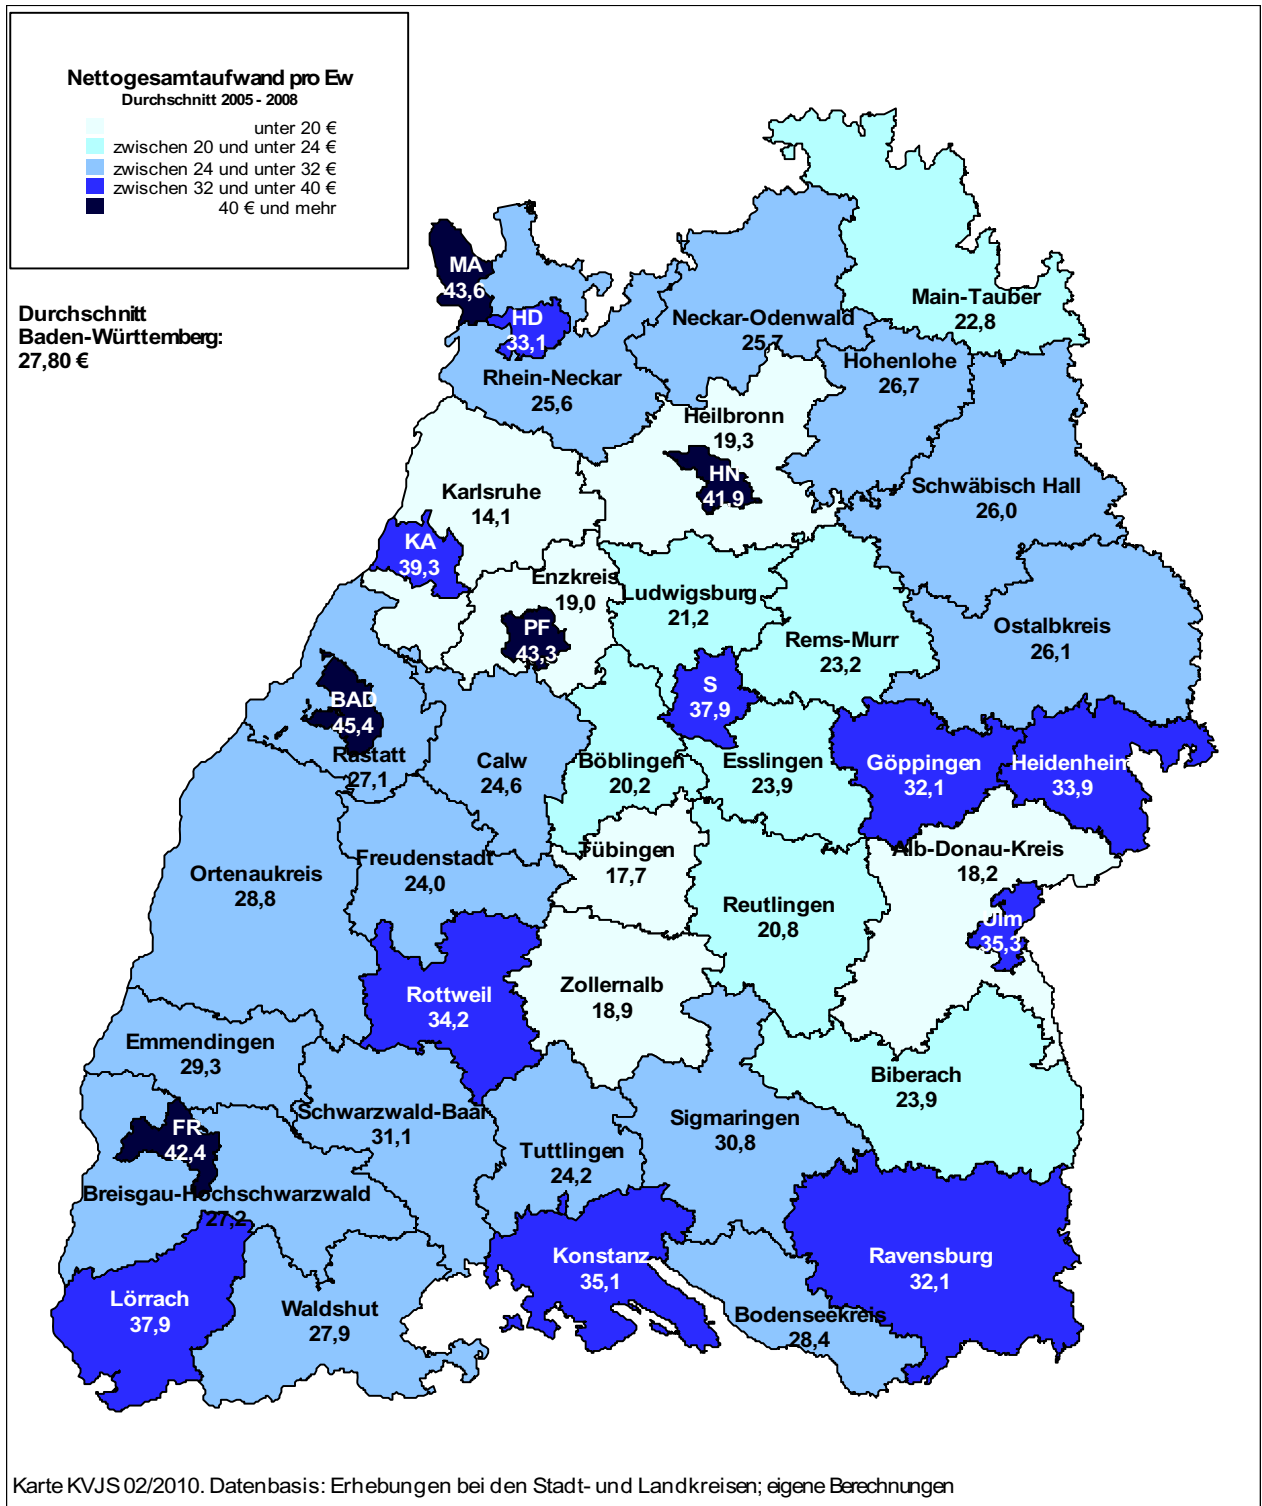 Nettogesamtaufwand pro Ew
Durchschnitt 2005 - 2008
unter 20 €
zwischen 20 und unter 24 €
zwischen 24 und unter 32 €
zwischen 32 und unter 40 €
40 € und mehr
Durchschnitt
Baden-Württemberg:
27,80 €
MA
43,6
HD
33,1
Rhein-Neckar
25,6
Neckar-Odenwald
25,7
Main-Tauber
22,8
Hohenlohe
26,7
Heilbronn
19,3
HN
41,9
Schwäbisch Hall
26,0
Karlsruhe
14,1
KA
39,3
Enzkreis
19,0
PF
43,3
Ludwigsburg
21,2
Rems-Murr
23,2
Ostalbkreis
26,1
BAD
45,4
Rastatt
27,1
Calw
24,6
S
37,9
Böblingen
20,2
Esslingen
23,9
Göppingen
32,1
Heidenheim
33,9
Ortenaukreis
28,8
Freudenstadt
24,0
Tübingen
17,7
Reutlingen
20,8
Alb-Donau-Kreis
18,2
Ulm
35,3
Rottweil
34,2
Zollernalb
18,9
Emmendingen
29,3
Schwarzwald-Baar
31,1
Biberach
23,9
Sigmaringen
30,8
Tuttlingen
24,2
FR
42,4
Breisgau-Hochschwarzwald
27,2
Konstanz
35,1
Ravensburg
32,1
Lörrach
37,9
Waldshut
27,9
Bodenseekreis
28,4
Karte KVJS 02/2010. Datenbasis: Erhebungen bei den Stadt- und Landkreisen; eigene Berechnungen